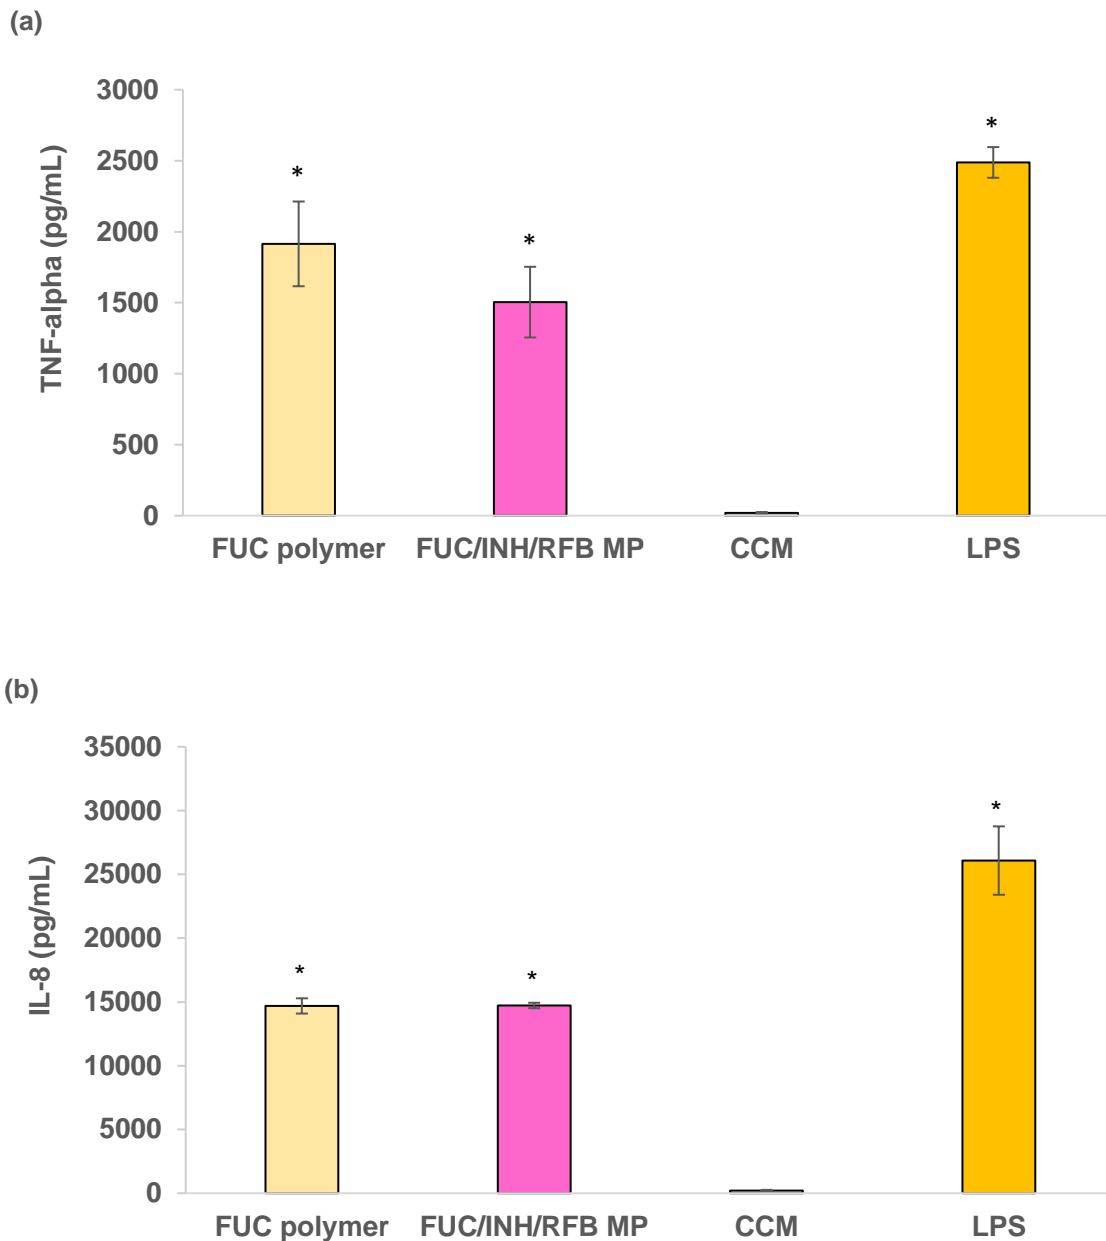 (a)
TNF-alpha (pg/mL)
3000
2500
2000
1500
1000
500
0
*
*
*
FUC polymer
FUC/INH/RFB MP
CCM
LPS
(b)
IL-8 (pg/mL)
35000
30000
25000
20000
15000
10000
5000
0
*
*
*
FUC polymer
FUC/INH/RFB MP
CCM
LPS